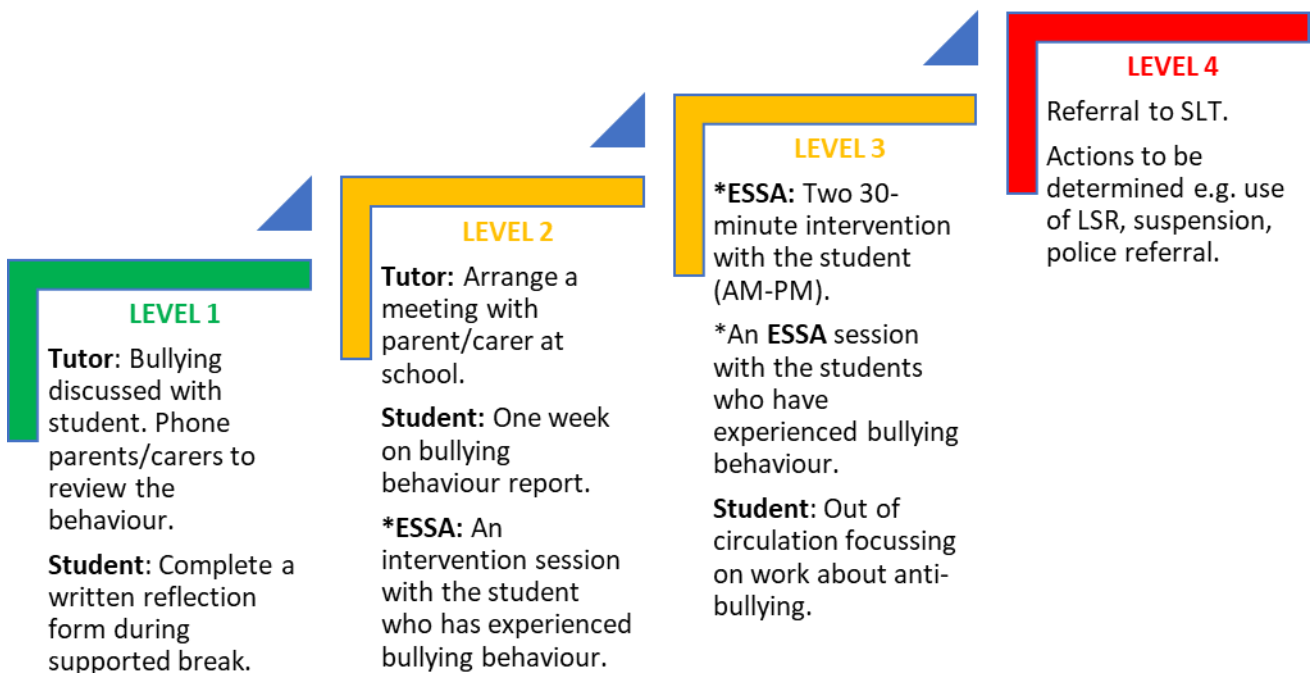 LEVEL 1
Tutor: Bullying
discussed with
student. Phone
parents/carers to
review the
behaviour.
Student: Complete a
written reflection
form during
supported break.
LEVEL 2
Tutor: Arrange a
meeting with
parent/carer at
school.
Student: One week
on bullying
behaviour report.
*ESSA: An
intervention session
with the student
who has experienced
bullying behaviour.
LEVEL 3
*ESSA: Two 30-
minute intervention
with the student
(AM-PM).
*An ESSA session
with the students
who have
experienced bullying
behaviour.
Student: Out of
circulation focussing
on work about anti-
bullying.
LEVEL 4
Referral to SLT.
Actions to be
determined e.g. use
of LSR, suspension,
police referral.